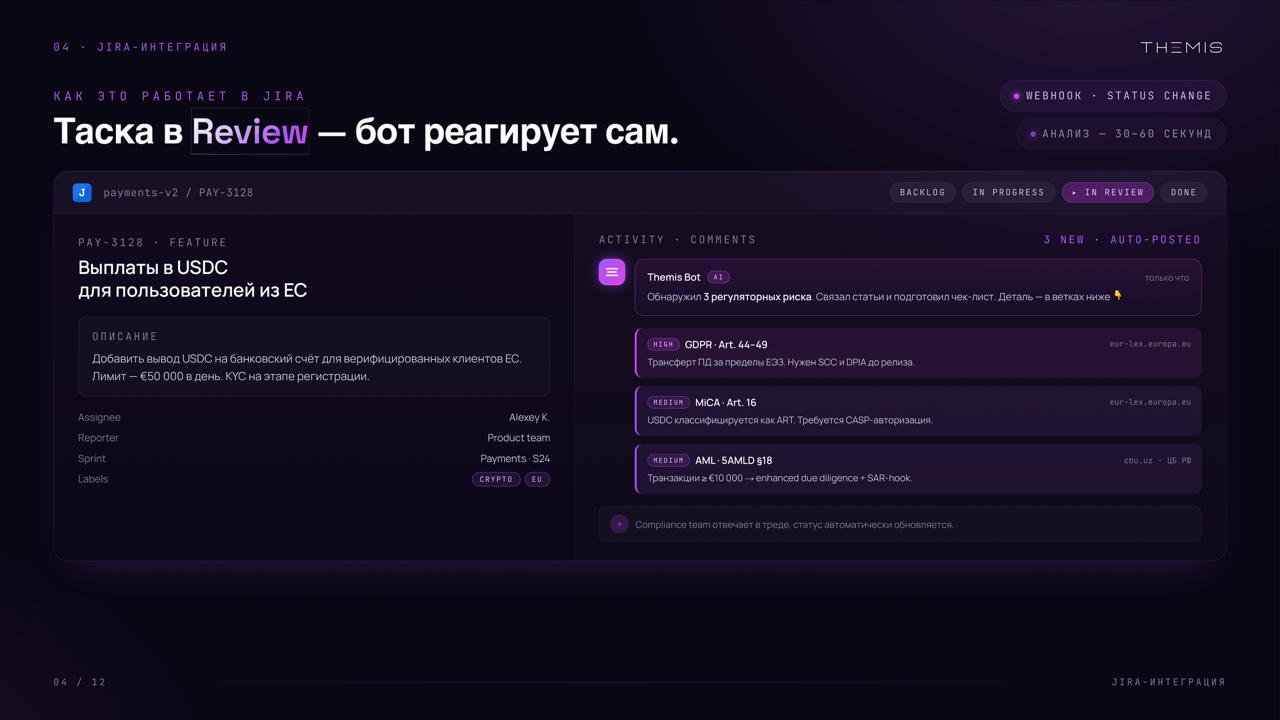 04 · JIRA-ИНТЕГРАЦИЯ
THEMIS
КАК ЭТО РАБОТАЕТ В JIRA
Таска в Review — бот реагирует сам.
WEBHOOK · STATUS CHANGE
АНАЛИЗ — 30–60 СЕКУНД
J payments-v2 / PAY-3128
BACKLOG IN PROGRESS ▸ IN REVIEW DONE
PAY-3128 · FEATURE
Выплаты в USDC
для пользователей из ЕС
ОПИСАНИЕ
Добавить вывод USDC на банковский счёт для верифицированных клиентов ЕС.
Лимит — €50 000 в день. KYC на этапе регистрации.
Assignee Alexey K.
Reporter Product team
Sprint Payments · S24
Labels CRYPTO EU
ACTIVITY · COMMENTS 3 NEW · AUTO-POSTED
Themis Bot AI только что
Обнаружил 3 регуляторных риска. Связал статьи и подготовил чек-лист. Деталь — в ветках ниже 👇
HIGH GDPR · Art. 44–49 eur-lex.europa.eu
Трансферт ПД за пределы ЕЭЗ. Нужен SCC и DPIA до релиза.
MEDIUM MiCA · Art. 16 eur-lex.europa.eu
USDC классифицируется как ART. Требуется CASP-авторизация.
MEDIUM AML · 5AMLD §18 cbu.uz · ЦБ РФ
Транзакции ≥ €10 000 → enhanced due diligence + SAR-hook.
+ Compliance team отвечает в треде, статус автоматически обновляется.
04 / 12
JIRA-ИНТЕГРАЦИЯ